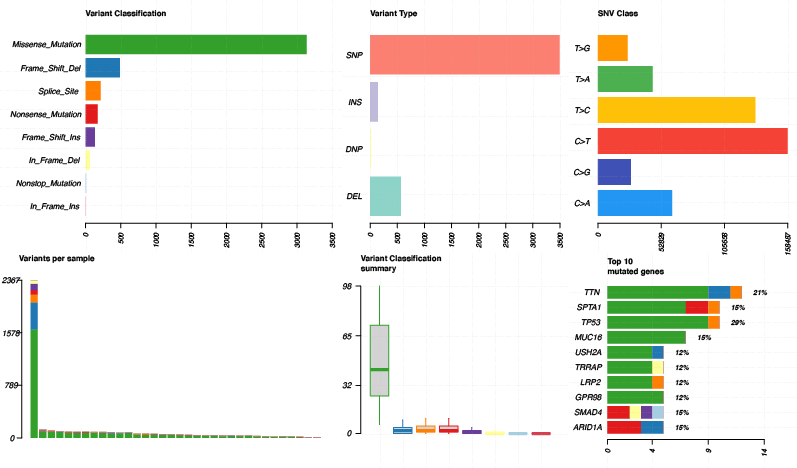 Variant Classification
Missense_Mutation
Frame_Shift_Del
Splice_Site
Nonsense_Mutation
Frame_Shift_Ins
In_Frame_Del
Nonstop_Mutation
In_Frame_Ins
0
500
1000
1500
2000
2500
3000
3500
Variant Type
SNP
INS
DNP
DEL
0
500
1000
1500
2000
2500
3000
3500
SNV Class
T>G
T>A
T>C
C>T
C>G
C>A
0
52829
105658
158487
Variants per sample
2367
1578
789
0
Variant Classification
summary
98
65
32
0
Top 10
mutated genes
TTN 21%
SPTA1 15%
TP53 29%
MUC16 15%
USH2A 12%
TRRAP 12%
LRP2 12%
GPR98 12%
SMAD4 15%
ARID1A 15%
0
4
9
14